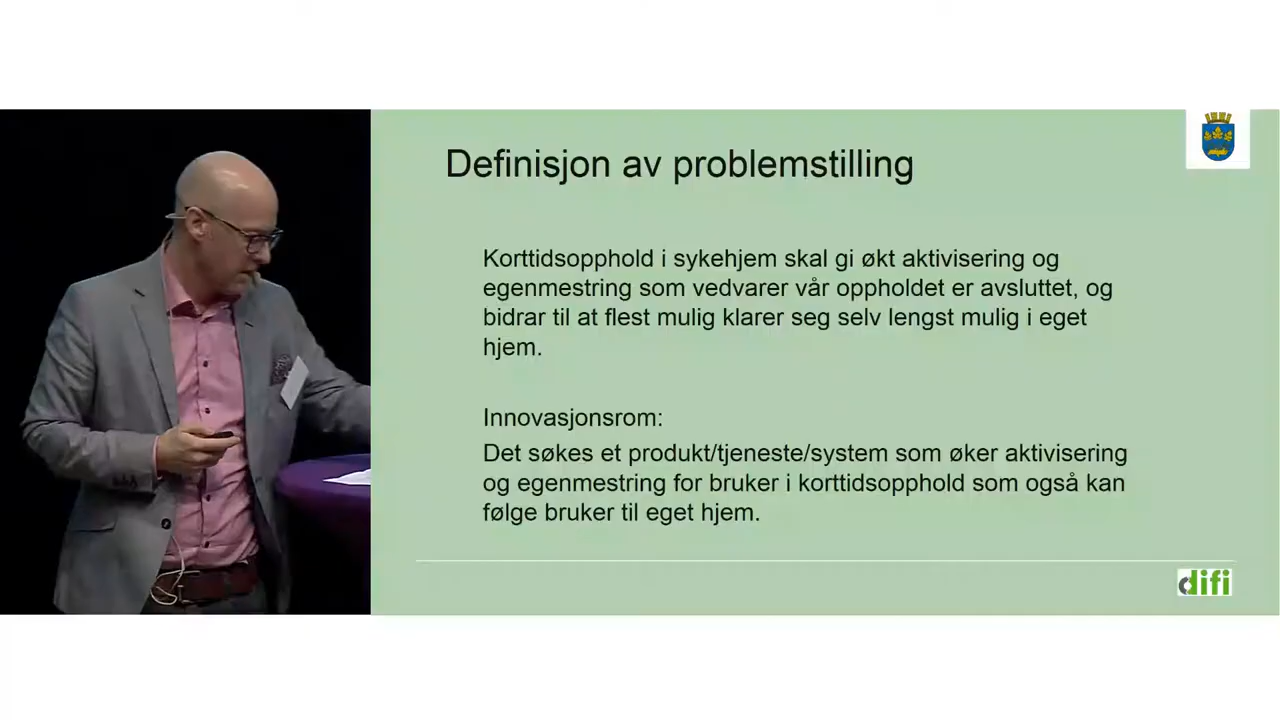 Definisjon av problemstilling
Korttidsopphold i sykehjem skal gi økt aktivisering og
egenmestring som vedvarer vår oppholdet er avsluttet, og
bidrar til at flest mulig klarer seg selv lengst mulig i eget
hjem.
Innovasjonsrom:
Det søkes et produkt/tjeneste/system som øker aktivisering
og egenmestring for bruker i korttidsopphold som også kan
følge bruker til eget hjem.
difi